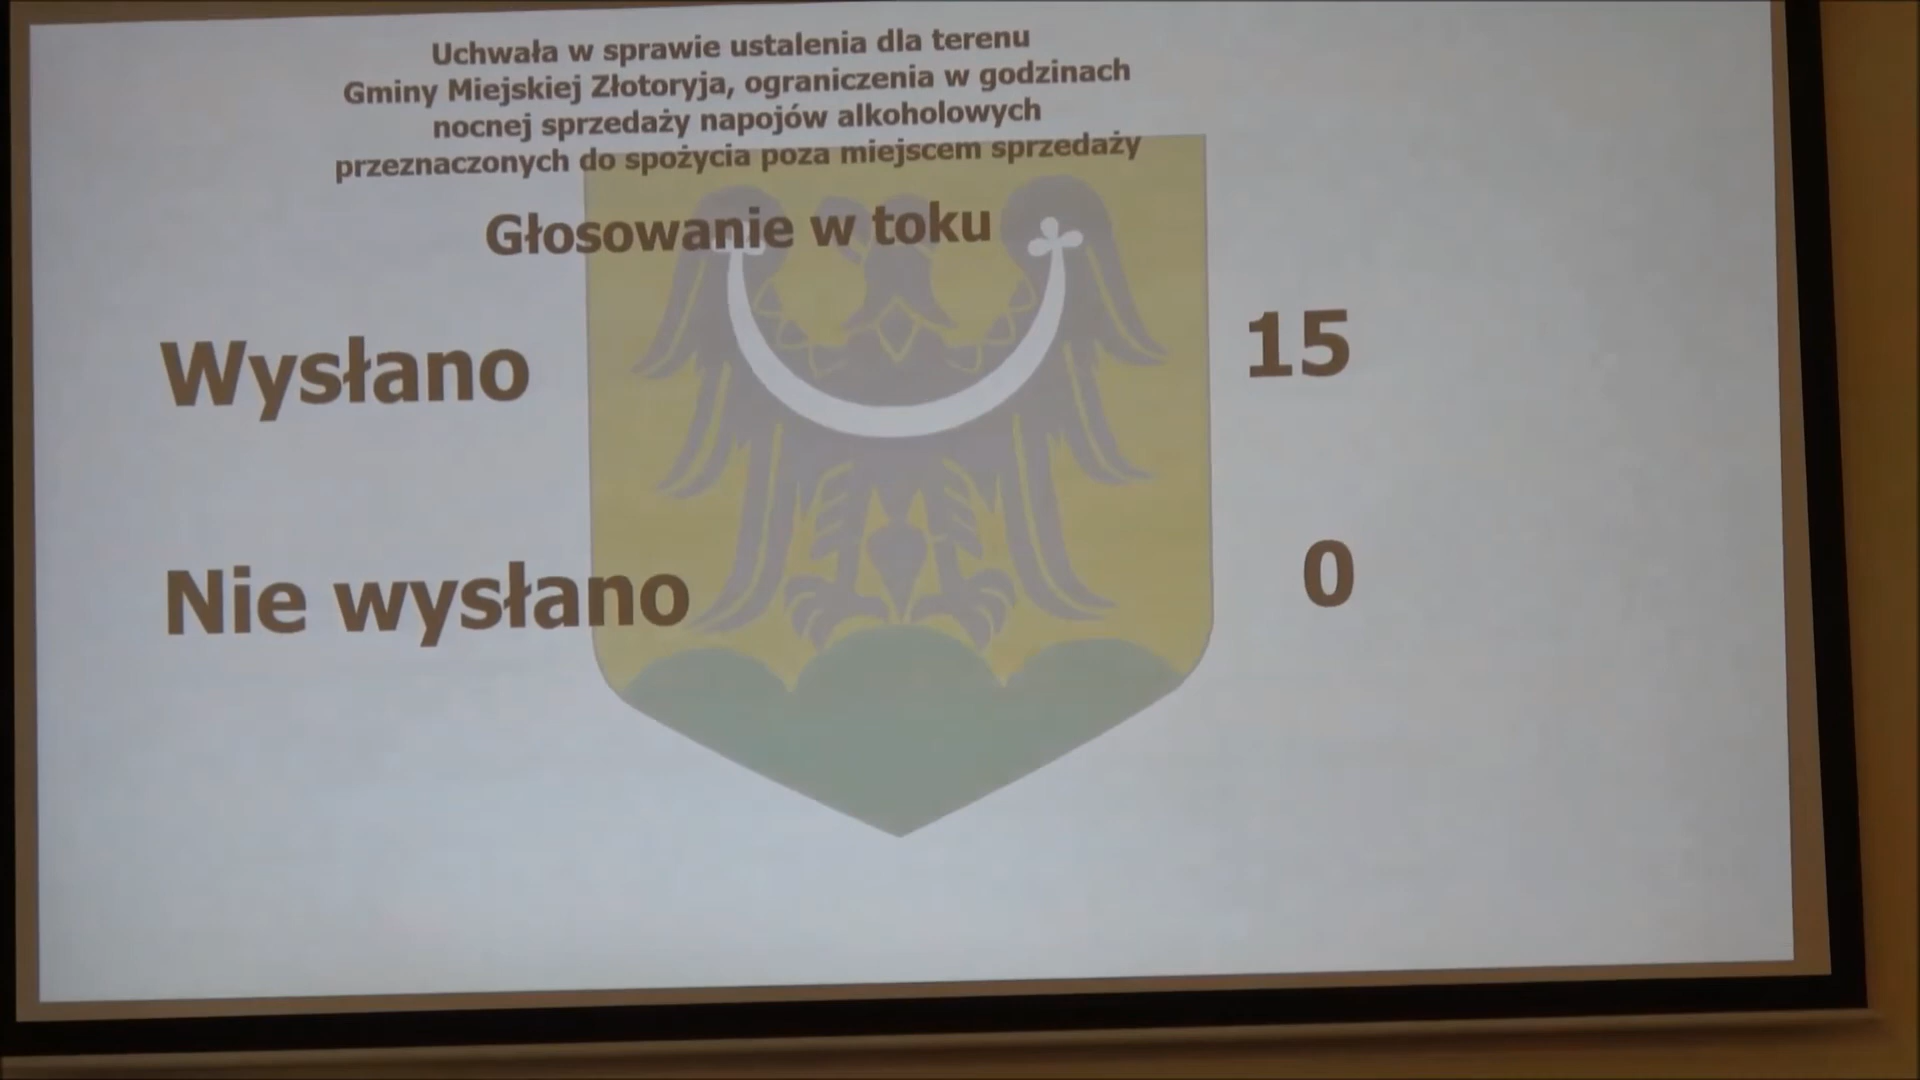 Uchwała w sprawie ustalenia dla terenu
Gminy Miejskiej Złotoryja, ograniczenia w godzinach
nocnej sprzedaży napojów alkoholowych
przeznaczonych do spożycia poza miejscem sprzedaży
Głosowanie w toku
Wysłano 15
Nie wysłano 0